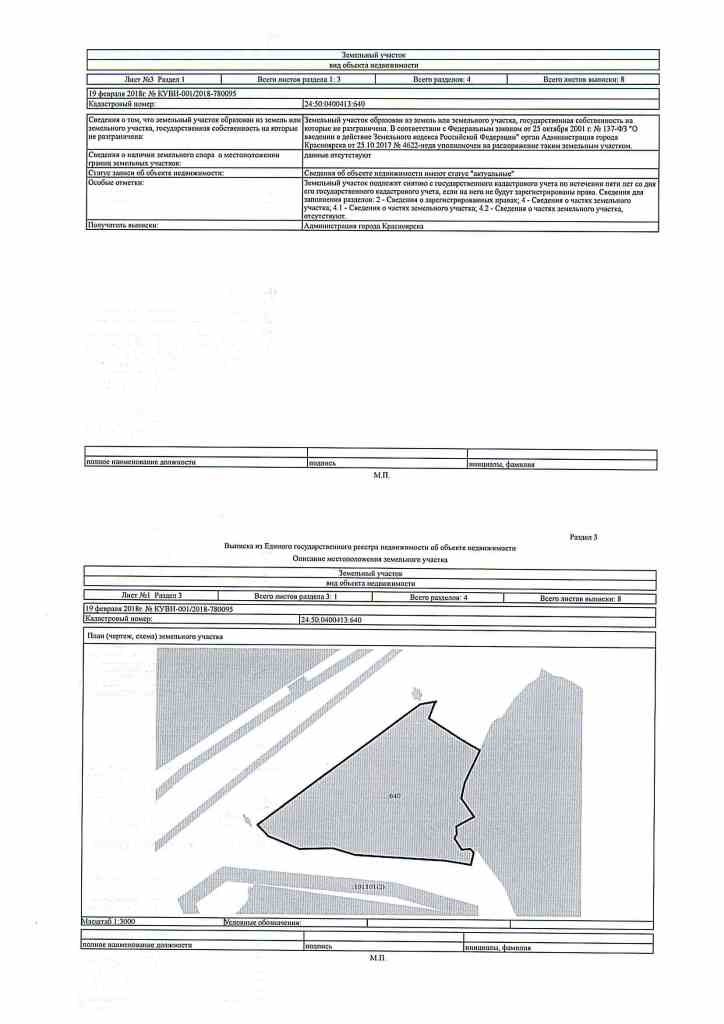 Земельный участок
вид объекта недвижимости
Лист №3 Раздел 1
Всего листов раздела 1: 3
Всего разделов: 4
Всего листов выписки: 8
19 февраля 2018г. № КУВИ-001/2018-780095
Кадастровый номер:
24:50:0400413:640
Сведения о том, что земельный участок образован из земель или
земельного участка, государственная собственность на которые
не разграничена:
Земельный участок образован из земель или земельного участка, государственная собственность на
которые не разграничена. В соответствии с Федеральным законом от 25 октября 2001 г. № 137-ФЗ "О
введении в действие Земельного кодекса Российской Федерации" орган Администрация города
Красноярска от 25.10.2017 № 4622-недв уполномочен на распоряжение таким земельным участком.
Сведения о наличии земельного спора о местоположении
границ земельных участков:
данные отсутствуют
Статус записи об объекте недвижимости:
Сведения об объекте недвижимости имеют статус "актуальные"
Особые отметки:
Земельный участок подлежит снятию с государственного кадастрового учета по истечении пяти лет со дня
его государственного кадастрового учета, если на него не будут зарегистрированы права. Сведения для
заполнения разделов: 2 - Сведения о зарегистрированных правах; 4 - Сведения о частях земельного
участка; 4.1 - Сведения о частях земельного участка; 4.2 - Сведения о частях земельного участка,
отсутствуют.
Получатель выписки:
Администрация города Красноярска
полное наименование должности
подпись
инициалы, фамилия
М.П.
Раздел 3
Выписка из Единого государственного реестра недвижимости об объекте недвижимости
Описание местоположения земельного участка
Земельный участок
вид объекта недвижимости
Лист №1 Раздел 3
Всего листов раздела 3: 1
Всего разделов: 4
Всего листов выписки: 8
19 февраля 2018г. № КУВИ-001/2018-780095
Кадастровый номер:
24:50:0400413:640
План (чертеж, схема) земельного участка
:640
:101101(2)
Масштаб 1:3000
Условные обозначения:
полное наименование должности
подпись
инициалы, фамилия
М.П.